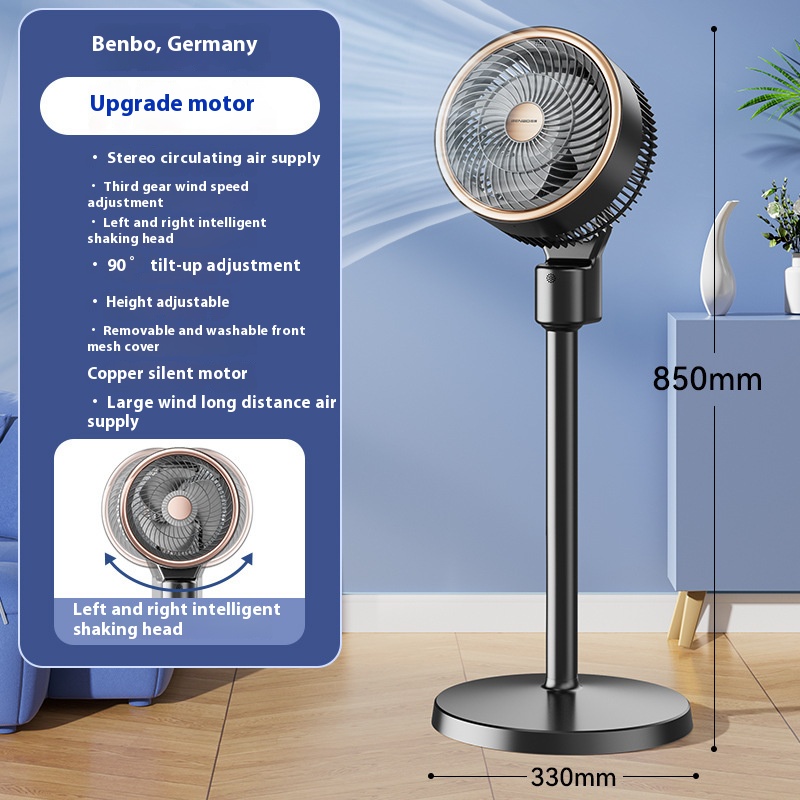 Benbo, Germany
Upgrade motor
· Stereo circulating air supply
· Third gear wind speed
adjustment
· Left and right intelligent
shaking head
· 90° tilt-up adjustment
· Height adjustable
· Removable and washable front
mesh cover
Copper silent motor
· Large wind long distance air
supply
Left and right intelligent
shaking head
850mm
330mm